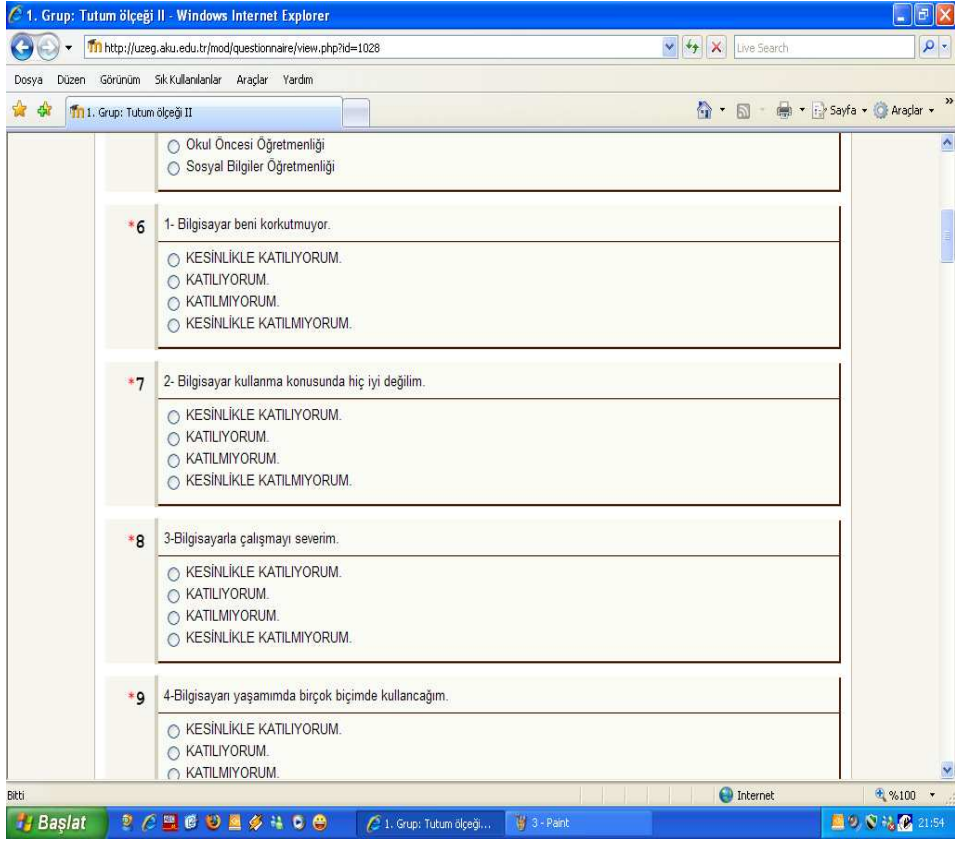 1. Grup: Tutum ölçeği II - Windows Internet Explorer
http://uzeg.aku.edu.tr/mod/questionnaire/view.php?id=1028
Live Search
Dosya Düzen Görünüm Sık Kullanılanlar Araçlar Yardım
1. Grup: Tutum ölçeği II
Sayfa Araçlar »
Okul Öncesi Öğretmenliği
Sosyal Bilgiler Öğretmenliği
*6 1- Bilgisayar beni korkutmuyor.
KESİNLİKLE KATILIYORUM.
KATILIYORUM.
KATILMIYORUM.
KESİNLİKLE KATILMIYORUM.
*7 2- Bilgisayar kullanma konusunda hiç iyi değilim.
KESİNLİKLE KATILIYORUM.
KATILIYORUM.
KATILMIYORUM.
KESİNLİKLE KATILMIYORUM.
*8 3-Bilgisayarla çalışmayı severim.
KESİNLİKLE KATILIYORUM.
KATILIYORUM.
KATILMIYORUM.
KESİNLİKLE KATILMIYORUM.
*9 4-Bilgisayarı yaşamımda birçok biçimde kullancağım.
KESİNLİKLE KATILIYORUM.
KATILIYORUM.
KATILMIYORUM.
Bitti Internet %100
Başlat 1. Grup: Tutum ölçeği... 3 - Paint 21:54